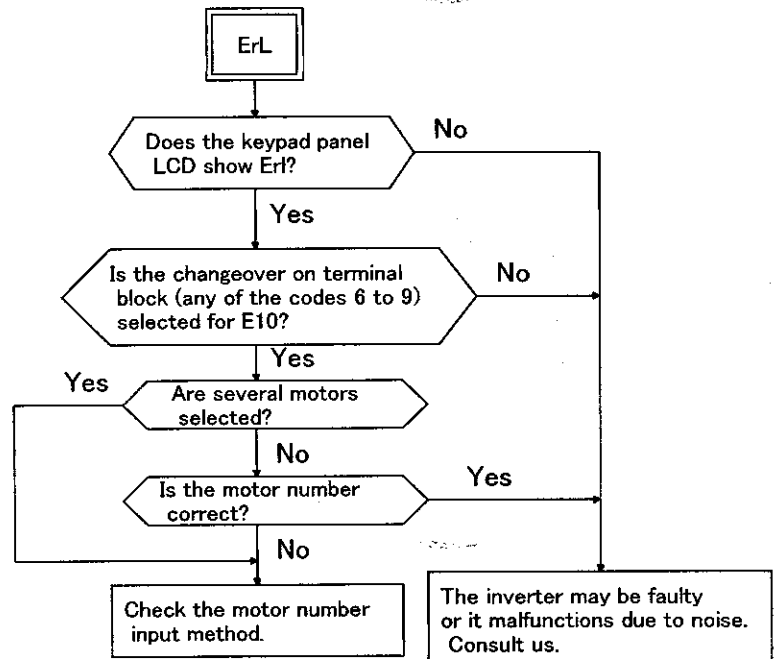 ErL
Does the keypad panel
LCD show Erl?
No
Yes
Is the changeover on terminal
block (any of the codes 6 to 9)
selected for E10?
No
Yes
Yes
Are several motors
selected?
No
Is the motor number
correct?
Yes
No
Check the motor number
input method.
The inverter may be faulty
or it malfunctions due to noise.
Consult us.